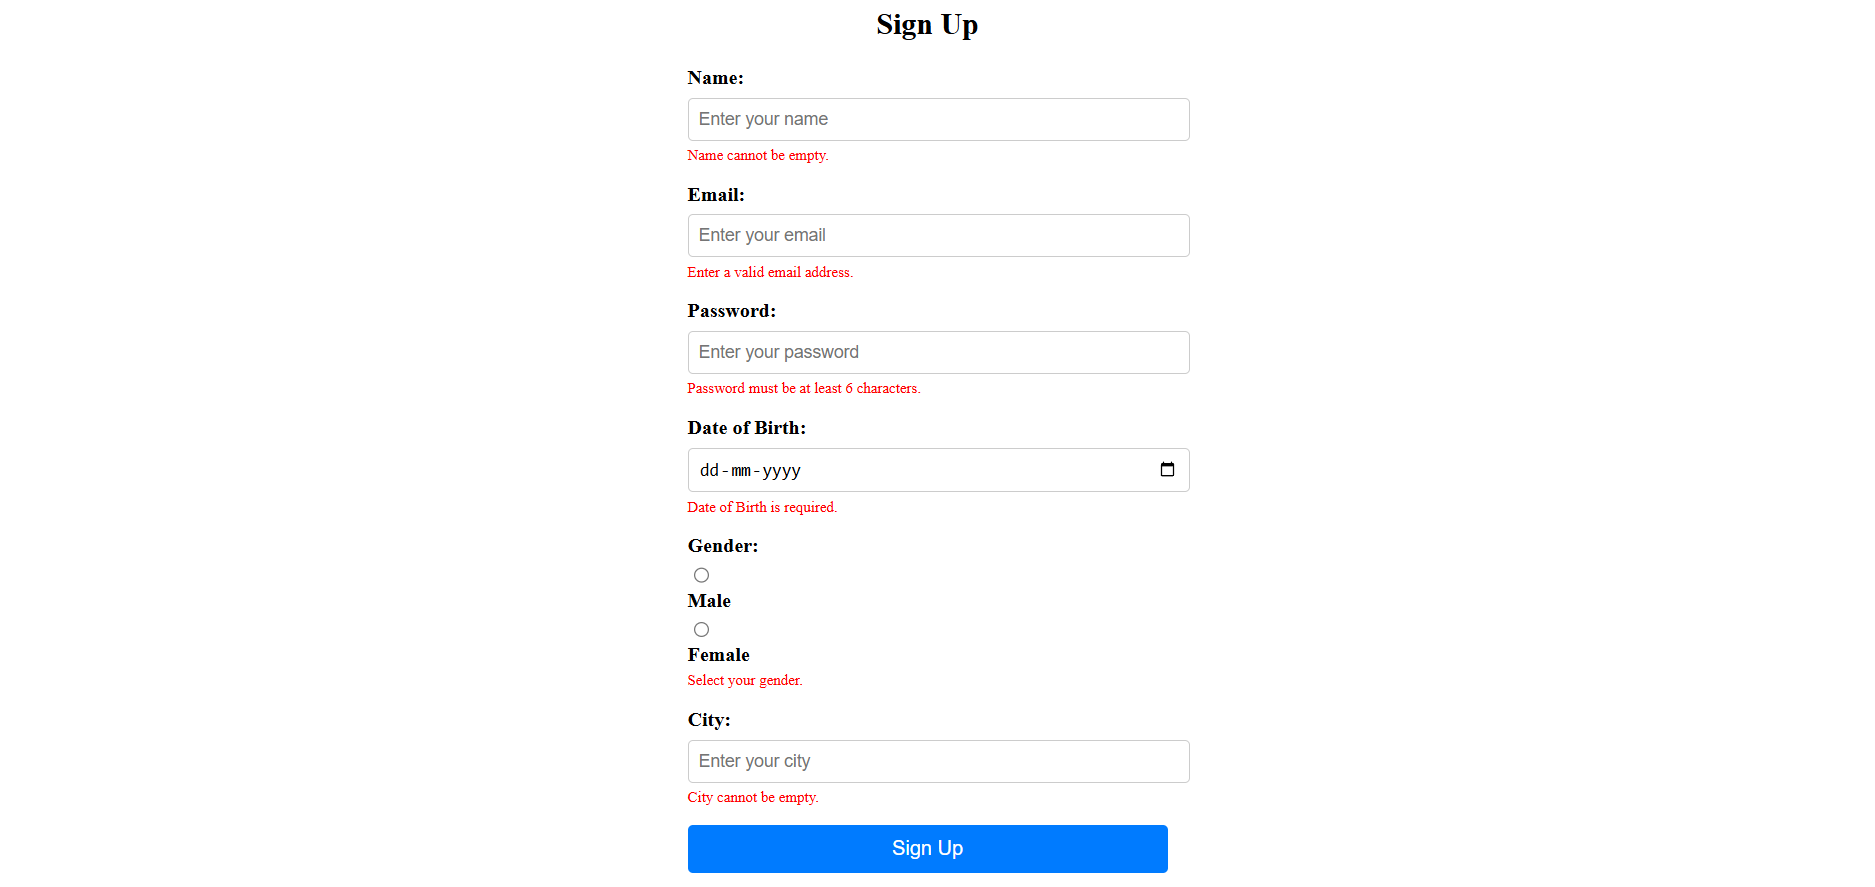 Sign Up
Name:
Enter your name
Name cannot be empty.
Email:
Enter your email
Enter a valid email address.
Password:
Enter your password
Password must be at least 6 characters.
Date of Birth:
dd-mm-yyyy
Date of Birth is required.
Gender:
Male
Female
Select your gender.
City:
Enter your city
City cannot be empty.
Sign Up